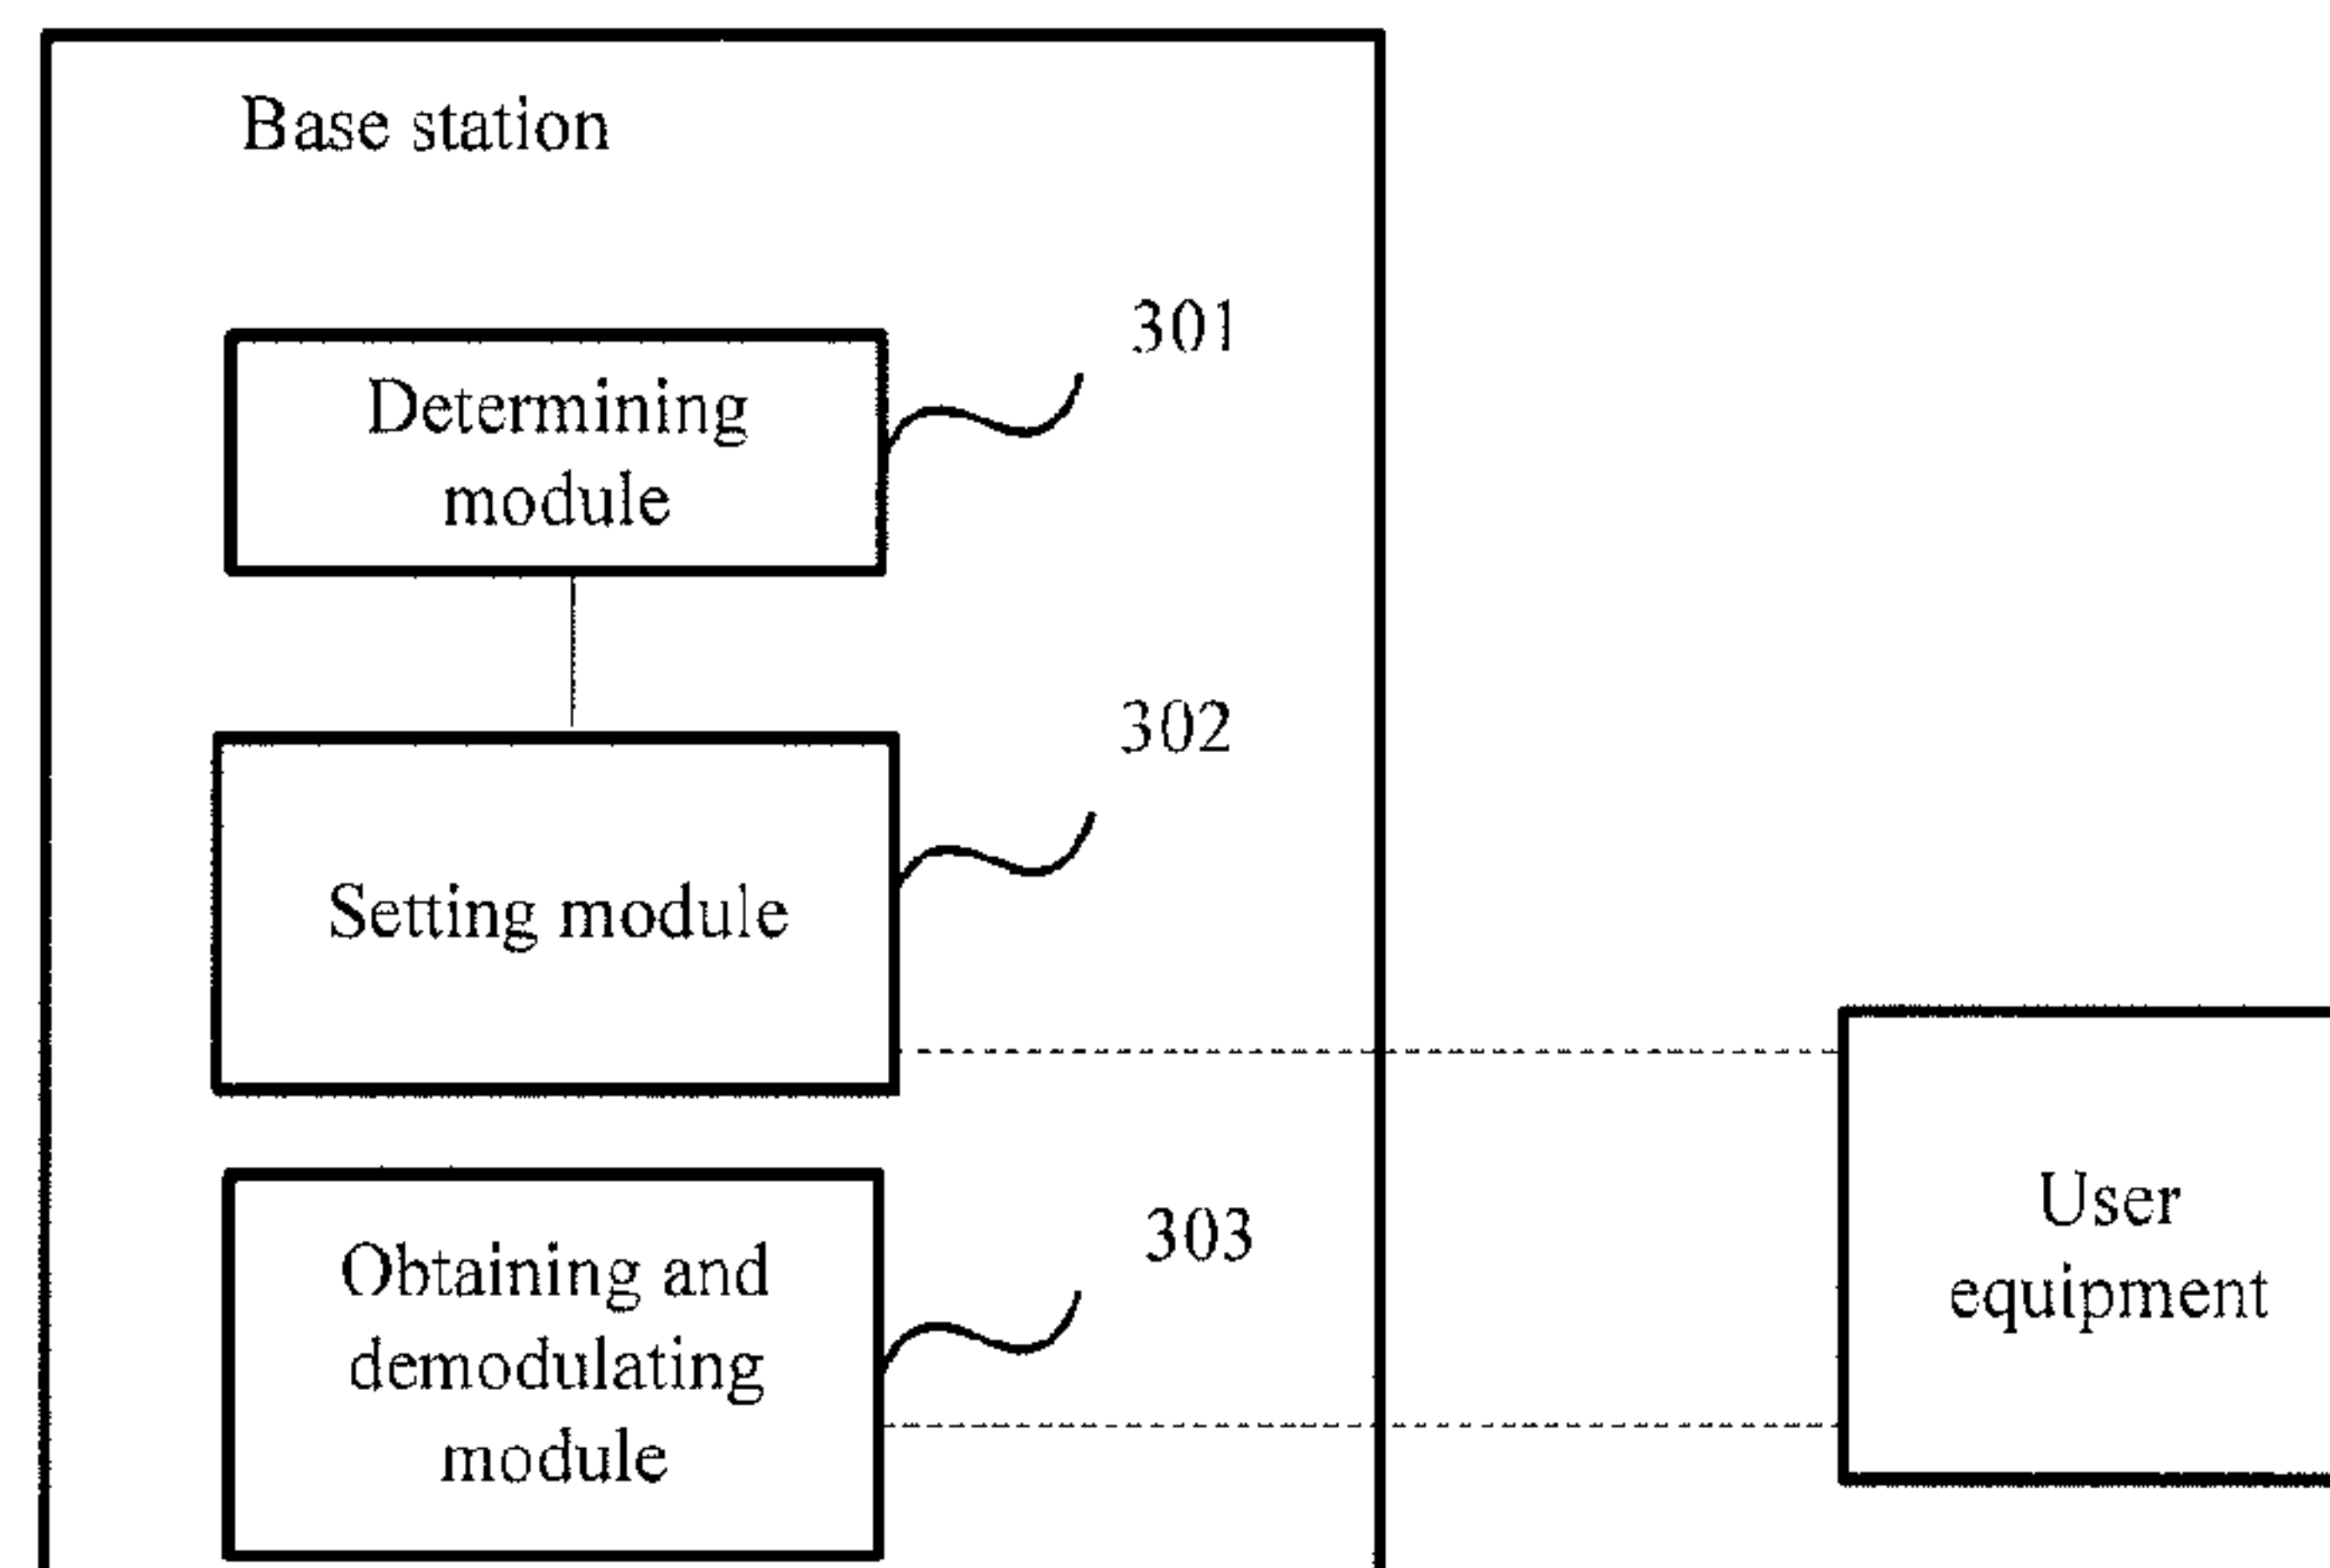 Base station
301
Determining
module
302
Setting module
303
Obtaining and
demodulating
module
User
equipment